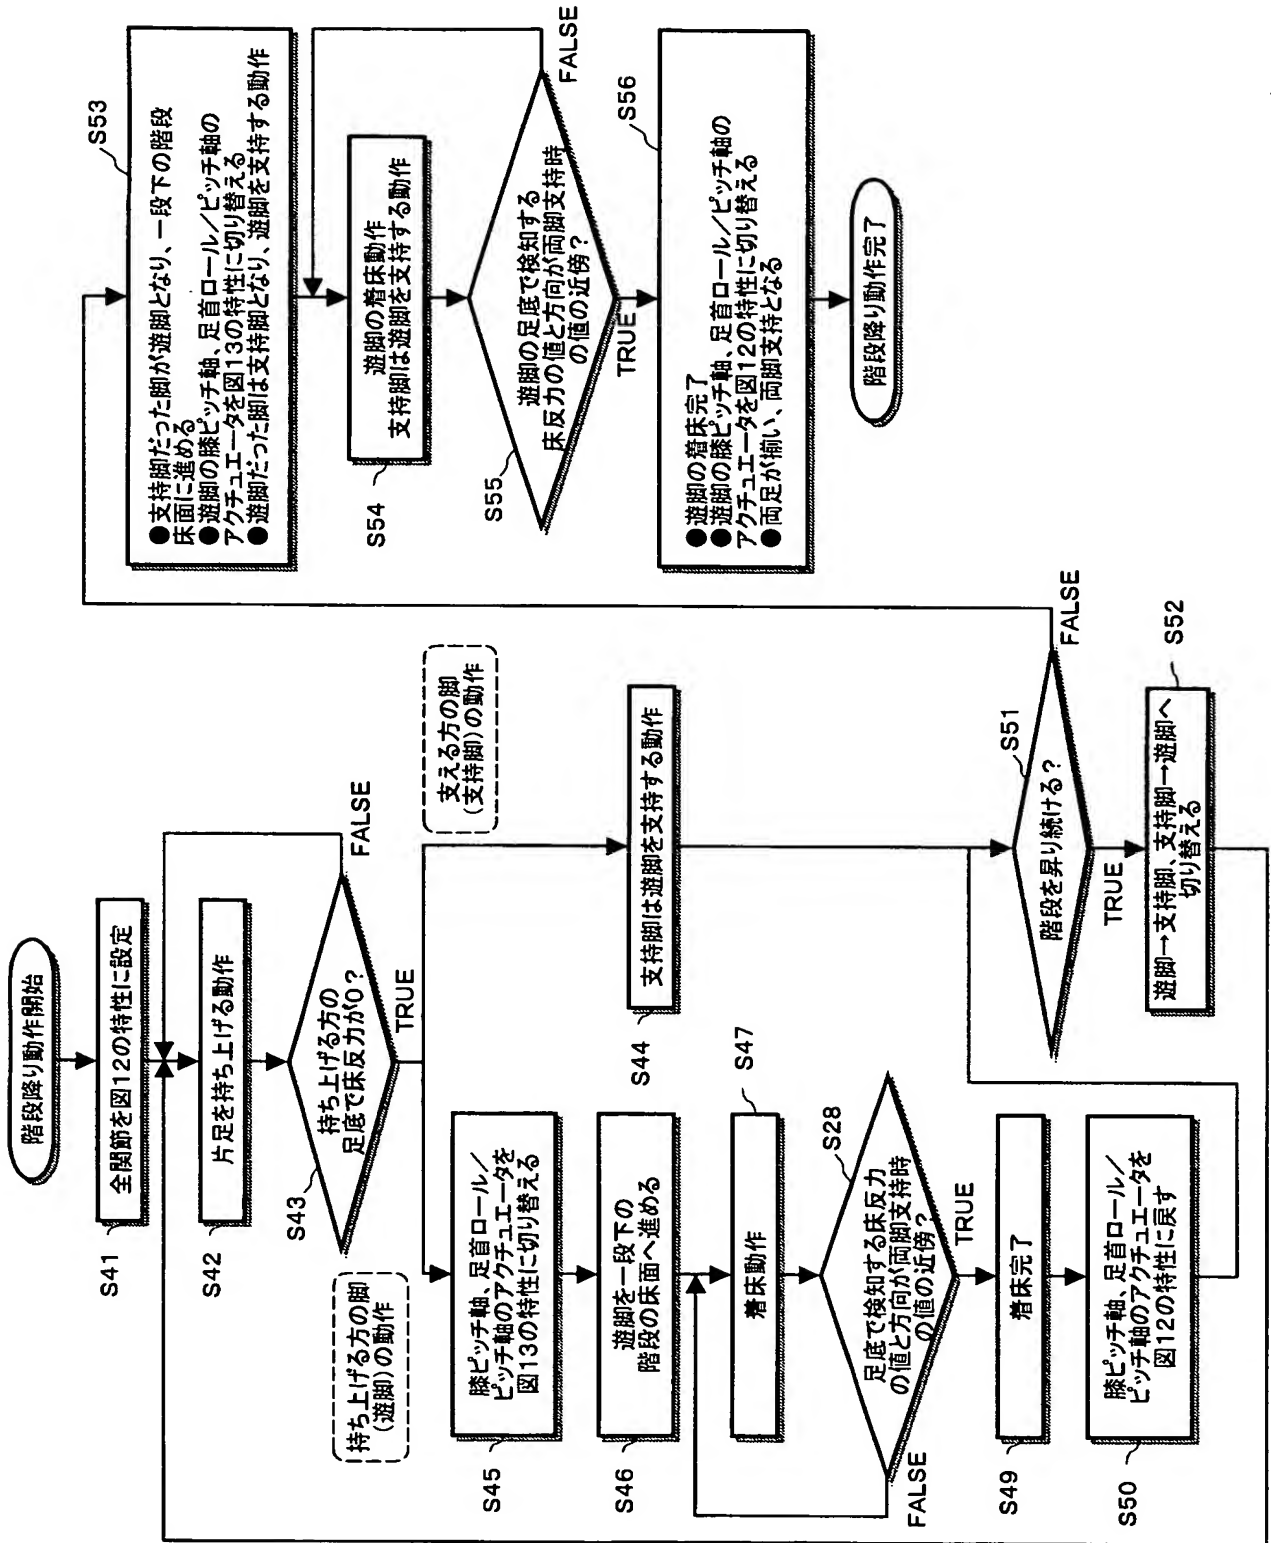 階段降り動作開始
S41
全関節を図12の特性に設定
S42
片足を持ち上げる動作
S43
持ち上げる方の
足底で床反力が0?
FALSE
TRUE
持ち上げる方の脚
(遊脚)の動作
支える方の脚
(支持脚)の動作
S45
膝ピッチ軸、足首ロール/
ピッチ軸のアクチュエータを
図13の特性に切り替える
S46
遊脚を一段下の
階段の床面へ進める
S47
着床動作
S28
足底で検知する床反力
の値と方向が両脚支持時
の値の近傍?
FALSE
TRUE
S49
着床完了
S50
膝ピッチ軸、足首ロール/
ピッチ軸のアクチュエータを
図12の特性に戻す
S44
支持脚は遊脚を支持する動作
S51
階段を昇り続ける?
FALSE
TRUE
S52
遊脚→支持脚、支持脚→遊脚へ
切り替える
S53
●支持脚だった脚が遊脚となり、一段下の階段
床面に進める
●遊脚の膝ピッチ軸、足首ロール/ピッチ軸の
アクチュエータを図13の特性に切り替える
●遊脚だった脚は支持脚となり、遊脚を支持する動作
S54
遊脚の着床動作
支持脚は遊脚を支持する動作
S55
遊脚の足底で検知する
床反力の値と方向が両脚支持時
の値の近傍?
FALSE
TRUE
S56
●遊脚の着床完了
●遊脚の膝ピッチ軸、足首ロール/ピッチ軸の
アクチュエータを図12の特性に切り替える
●両足が揃い、両脚支持となる
階段降り動作完了